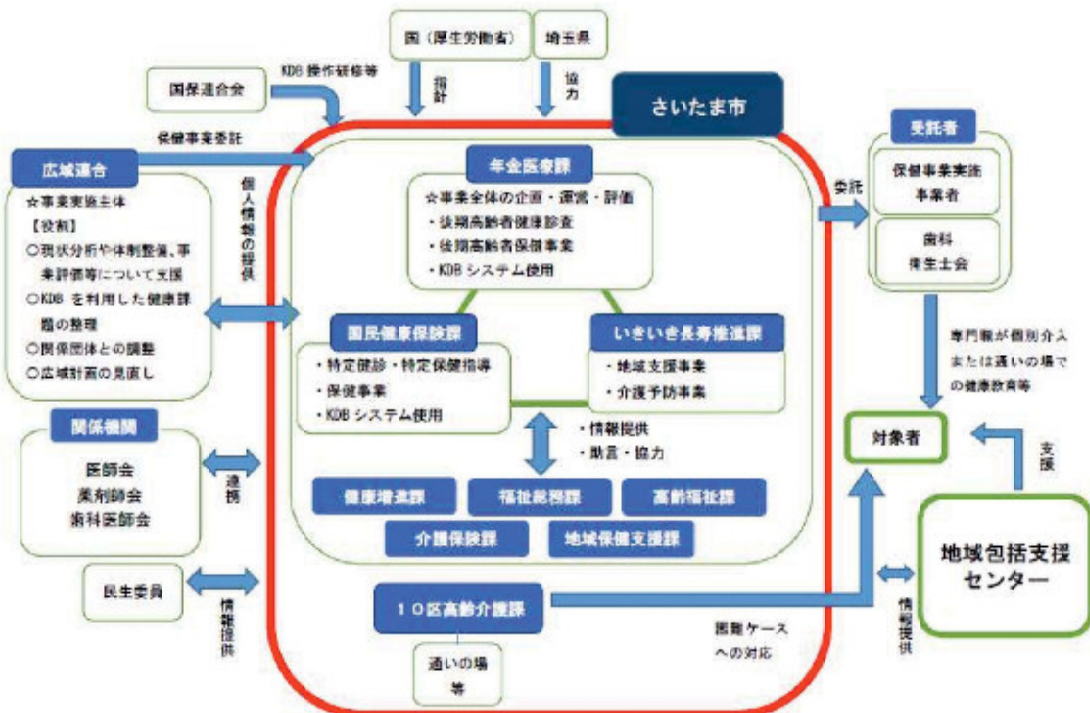 国（厚生労働省）
埼玉県
国保連合会
KDB 操作研修等
指針
協力
さいたま市
保健事業委託
広域連合
☆事業実施主体
【役割】
○現状分析や体制整備、事
業評価等について支援
○KDB を利用した健康課
題の整理
○関係団体との調整
○広域計画の見直し
個人情報の提供
年金医療課
☆事業全体の企画・運営・評価
・後期高齢者健康診査
・後期高齢者保健事業
・KDB システム使用
国民健康保険課
・特定健診・特定保健指導
・保健事業
・KDB システム使用
いきいき長寿推進課
・地域支援事業
・介護予防事業
・情報提供
・助言・協力
健康増進課
福祉総務課
高齢福祉課
介護保険課
地域保健支援課
委託
受託者
保健事業実施
事業者
歯科
衛生士会
専門職が個別介入
または通いの場で
の健康教育等
対象者
支援
地域包括支援
センター
情報提供
関係機関
医師会
薬剤師会
歯科医師会
連携
民生委員
情報提供
１０区高齢介護課
通いの場
等
困難ケース
への対応